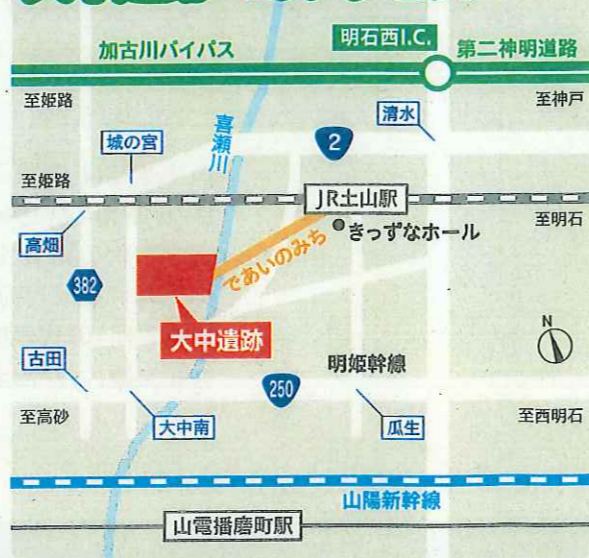 加古川バイパス
明石西I.C.
第二神明道路
至姫路
至神戸
清水
城の宮
喜瀬川
2
至姫路
JR土山駅
至明石
高畑
きっずなホール
であいのみち
382
大中遺跡
N
古田
明姫幹線
250
至高砂
大中南
瓜生
至西明石
山陽新幹線
山電播磨町駅